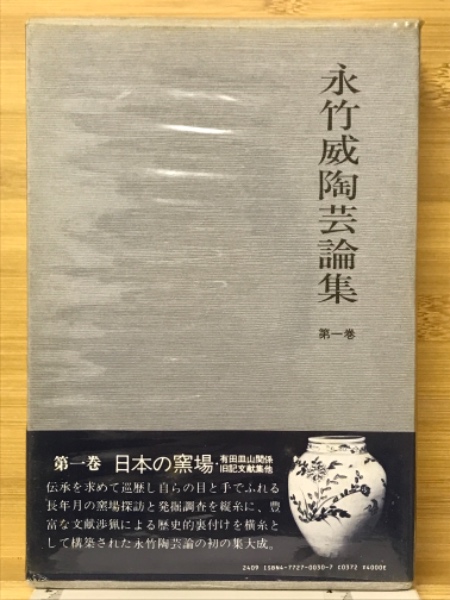 永竹威陶芸論集
第一巻
第一巻 日本の窯場・有田皿山関係
旧記文献集他
伝承を求めて巡歴し自らの目と手でふれる
長年月の窯場探訪と発掘調査を縦糸に、豊
富な文献渉猟による歴史的裏付けを横糸と
して構築された永竹陶芸論の初の集大成。
2409 ISBN4-7727-0030-7 C0372 ¥4000E